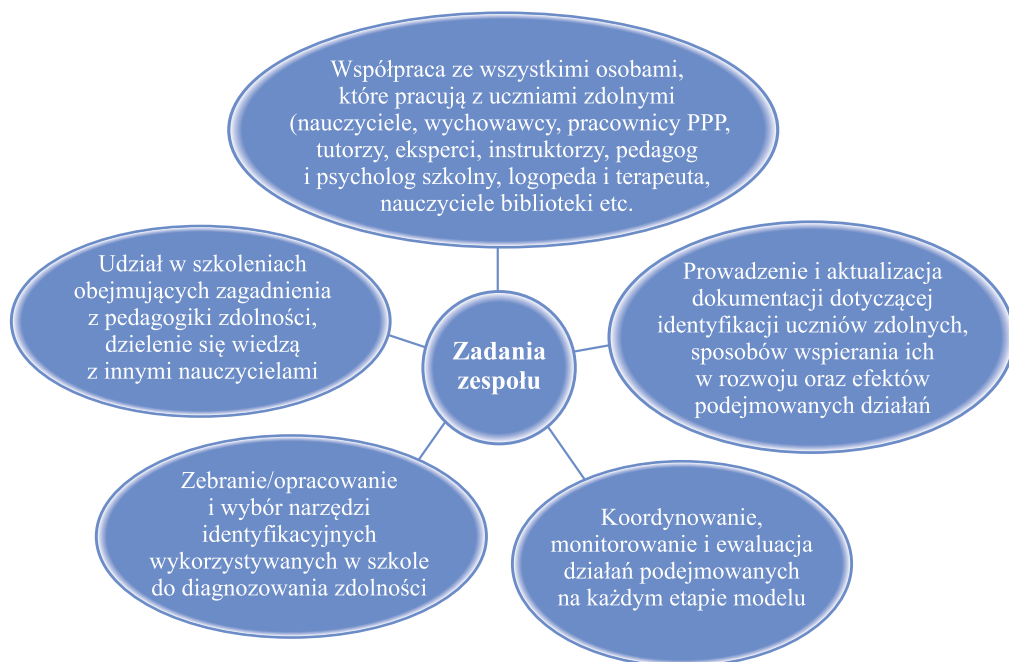 Współpraca ze wszystkimi osobami,
które pracują z uczniami zdolnymi
(nauczyciele, wychowawcy, pracownicy PPP,
tutorzy, eksperci, instruktorzy, pedagog
i psycholog szkolny, logopeda i terapeuta,
nauczyciele biblioteki etc.
Udział w szkoleniach
obejmujących zagadnienia
z pedagogiki zdolności,
dzielenie się wiedzą
z innymi nauczycielami
Prowadzenie i aktualizacja
dokumentacji dotyczącej
identyfikacji uczniów zdolnych,
sposobów wspierania ich
w rozwoju oraz efektów
podejmowanych działań
Zadania
zespołu
Zebranie/opracowanie
i wybór narzędzi
identyfikacyjnych
wykorzystywanych w szkole
do diagnozowania zdolności
Koordynowanie,
monitorowanie i ewaluacja
działań podejmowanych
na każdym etapie modelu